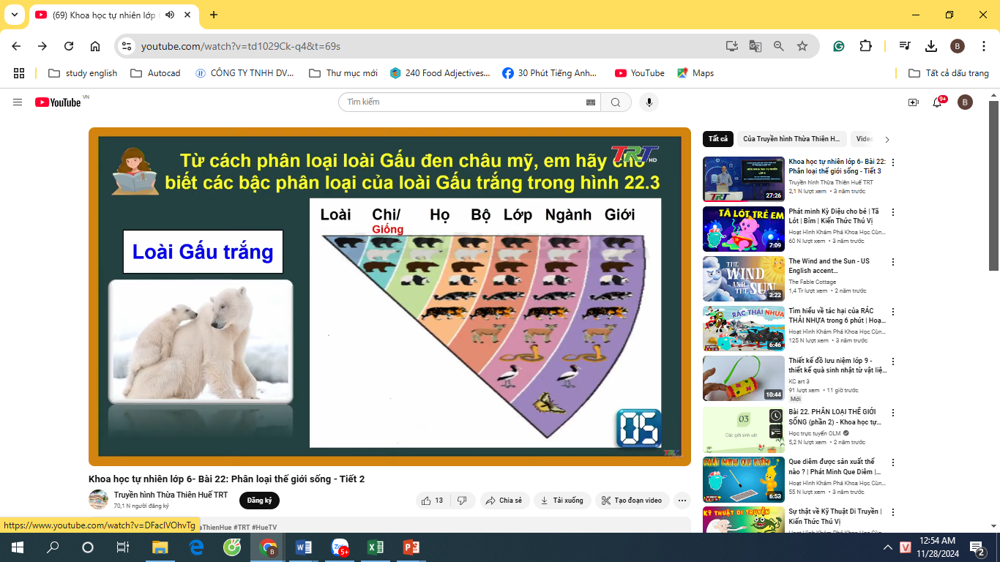 (69) Khoa học tự nhiên lớp
youtube.com/watch?v=td1029Ck-q4&t=69s
B
study english
Autocad
CÔNG TY TNHH DV...
Thư mục mới
240 Food Adjectives...
30 Phút Tiếng Anh...
YouTube
Maps
Tất cả dấu trang
YouTube VN
Tìm kiếm
9+
B
Từ cách phân loại loài Gấu đen châu mỹ, em hãy cho
biết các bậc phân loại của loài Gấu trắng trong hình 22.3
TRT HD
Loài Chi/ Họ Bộ Lớp Ngành Giới
Giống
Loài Gấu trắng
05
TRT
Khoa học tự nhiên lớp 6- Bài 22: Phân loại thế giới sống - Tiết 2
Truyền hình Thừa Thiên Huế TRT
70,1 N người đăng ký
Đăng ký
13
Chia sẻ
Tải xuống
Tạo đoạn video
aThienHue #TRT #HueTV
https://www.youtube.com/watch?v=DFacIVOhvTg
Tất cả
Của Truyền hình Thừa Thiên H...
Video
Khoa học tự nhiên lớp 6- Bài 22:
Phân loại thế giới sống - Tiết 3
Truyền hình Thừa Thiên Huế TRT
2,1 N lượt xem • 3 năm trước
TRT
27:26
TÃ LÓT TRẺ EM
7:09
Phát minh Kỳ Diệu cho bé | Tã
Lót | Bỉm | Kiến Thức Thú Vị
Hoạt Hình Khám Phá Khoa Học Cùn...
60 N lượt xem • 3 năm trước
THE
WIND
AND THE
SUN
3:22
The Wind and the Sun - US
English accent...
The Fable Cottage
1,4 Tr lượt xem • 2 năm trước
RÁC THẢI NHỰA
6:46
Tìm hiểu về tác hại của RÁC
THẢI NHỰA trong 6 phút | Hoạ...
Hoạt Hình Khám Phá Khoa Học Cùn...
125 N lượt xem • 3 năm trước
10:44
Thiết kế đồ lưu niệm lớp 9 -
thiết kế quà sinh nhật từ vật liệ...
KC art 3
91 lượt xem • 11 giờ trước
Mới
03
Các giới sinh vật
Bài 22. PHÂN LOẠI THẾ GIỚI
SỐNG (phần 2) - Khoa học tự...
Học trực tuyến OLM
5,2 N lượt xem • 2 năm trước
PHÁT MINH QUE DIÊM ?
6:53
Que diêm được sản xuất thế
nào ? | Phát Minh Que Diêm |...
Hoạt Hình Khám Phá Khoa Học Cùn...
55 N lượt xem • 3 năm trước
KỸ THUẬT DI TRUYỀN
Sự thật về Kỹ Thuật Di Truyền |
Kiến Thức Thú Vị
Zalo
5+
V
12:54 AM
11/28/2024
2